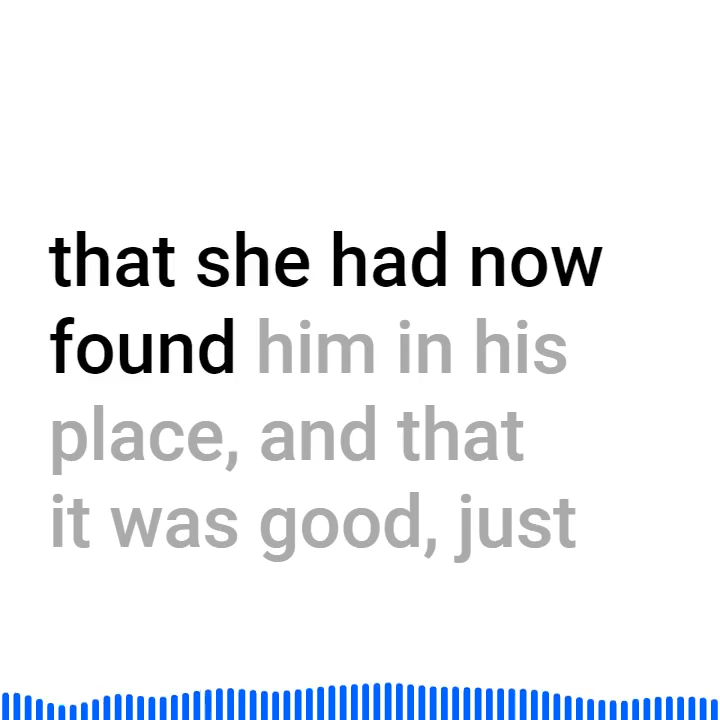 that she had now
found him in his
place, and that
it was good, just